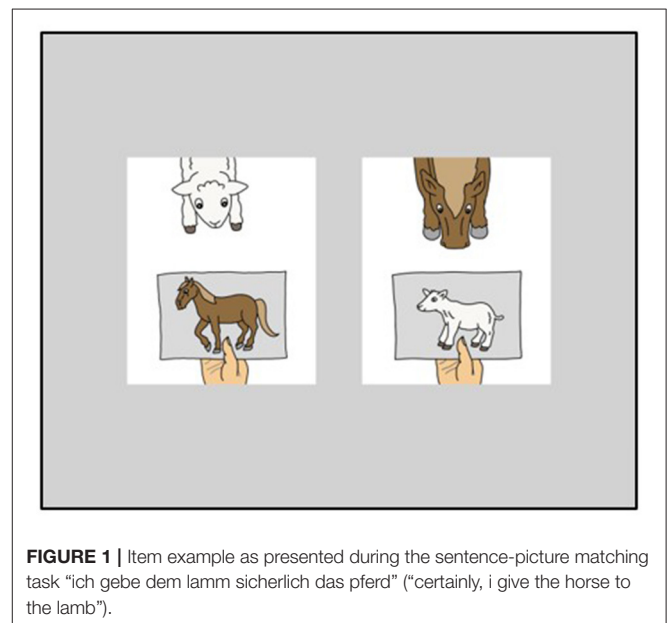 FIGURE 1 | Item example as presented during the sentence-picture matching
task “ich gebe dem lamm sicherlich das pferd” (“certainly, i give the horse to
the lamb”).